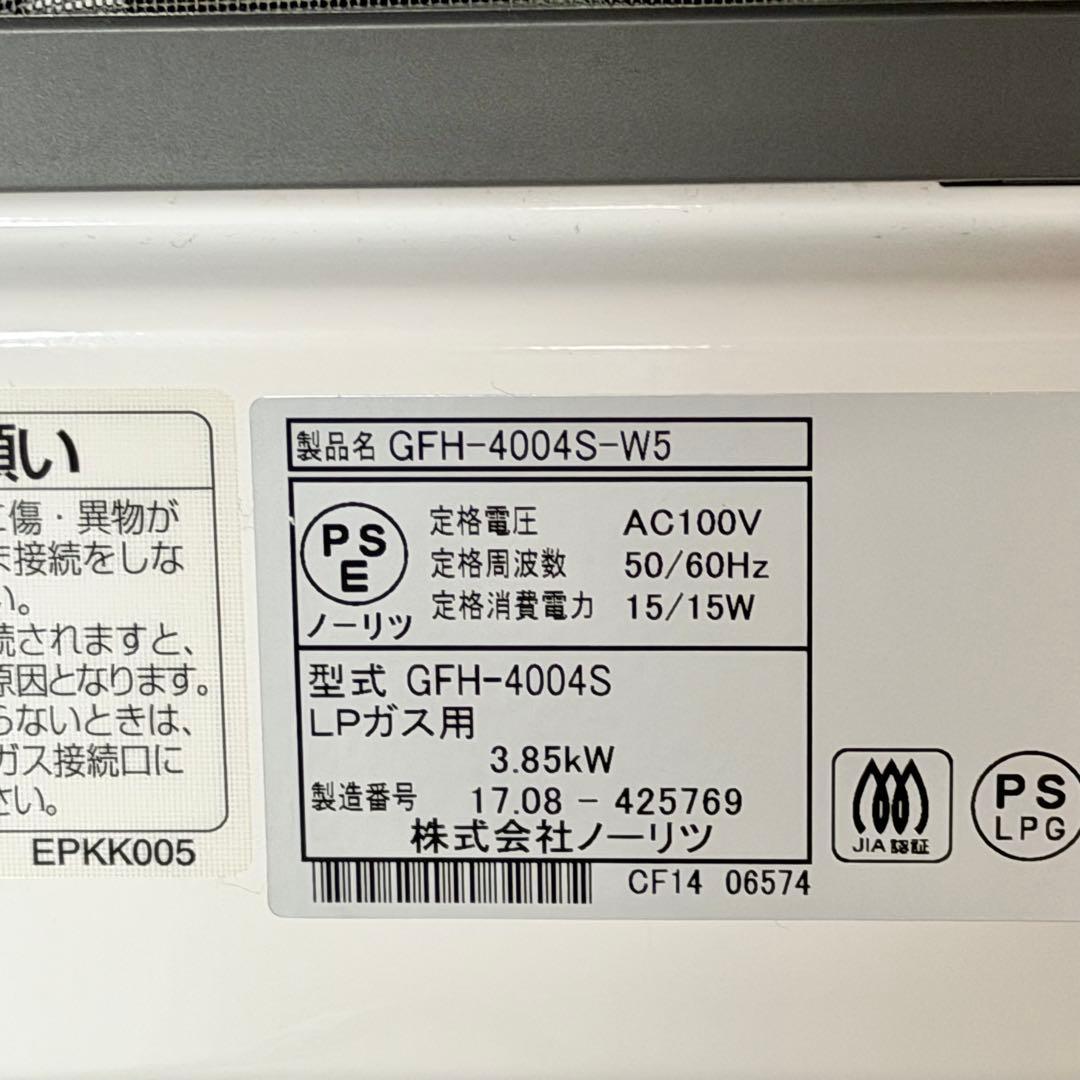 願い
に傷・異物が
ま接続をしな
い。
続されますと、
原因となります。
らないときは、
ガス接続口に
さい。
EPKK005
製品名 GFH-4004S-W5
PS
E
ノーリツ
定格電圧 AC100V
定格周波数 50/60Hz
定格消費電力 15/15W
型式 GFH-4004S
LPガス用
3.85kW
製造番号 17.08 - 425769
株式会社ノーリツ
CF14 06574
JIA 認証
PS
LPG